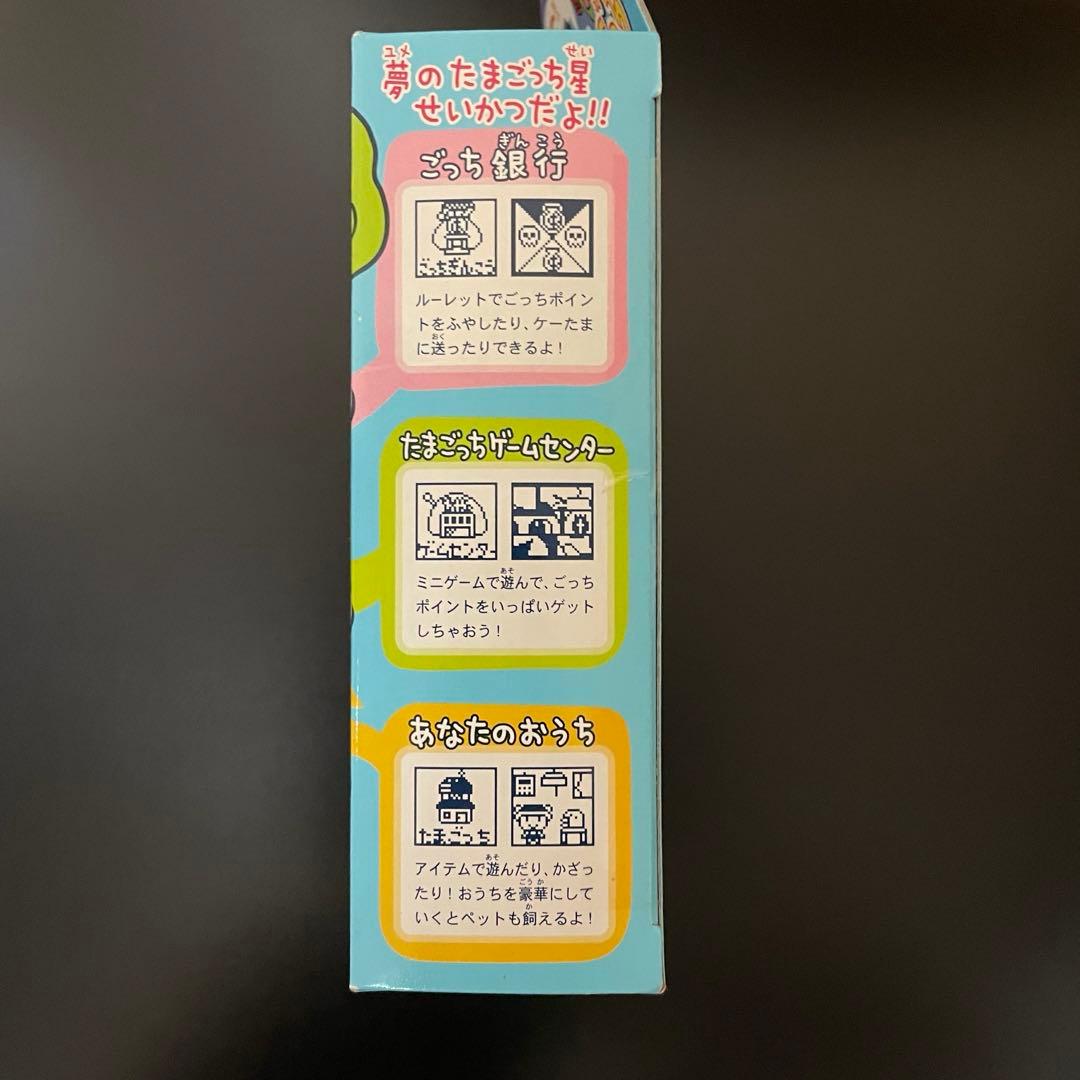 夢のたまごっち星
せいかつだよ!!
ごっち銀行
ごっちぎんこう
ルーレットでごっちポイン
トをふやしたり、ケーたま
に送ったりできるよ!
たまごっちゲームセンター
ゲームセンター
ミニゲームで遊んで、ごっち
ポイントをいっぱいゲット
しちゃおう!
あなたのおうち
たまごっち
アイテムで遊んだり、かざっ
たり!おうちを豪華にして
いくとペットも飼えるよ!